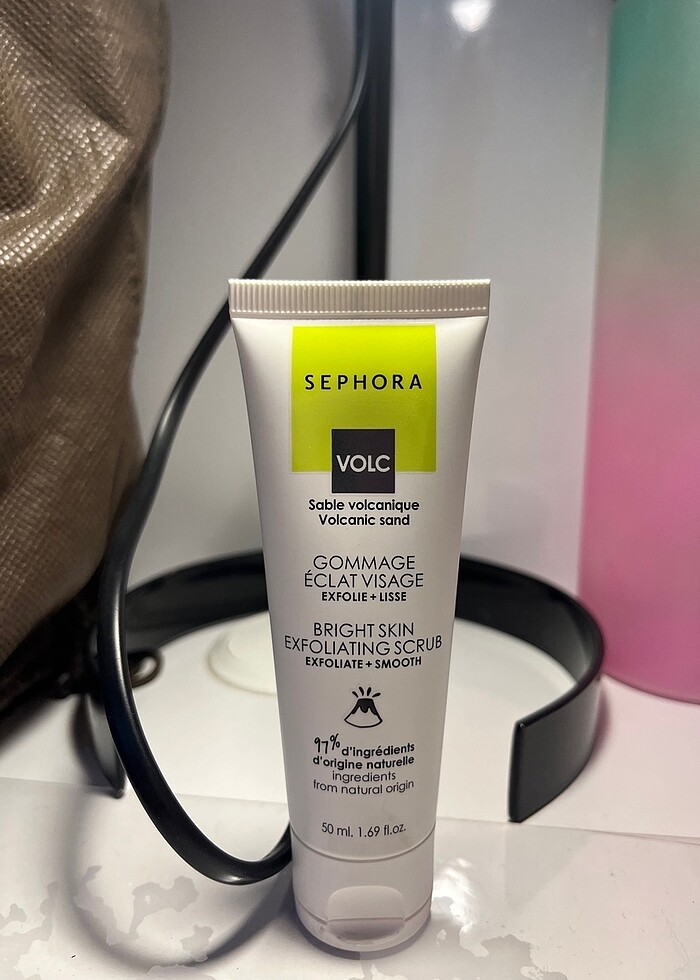 SEPHORA
VOLC
Sable volcanique
Volcanic sand
GOMMAGE
ÉCLAT VISAGE
EXFOLIE + LISSE
BRIGHT SKIN
EXFOLIATING SCRUB
EXFOLIATE + SMOOTH
97% d'ingrédients
d'origine naturelle
ingredients
from natural origin
50 ml. 1.69 fl.oz.